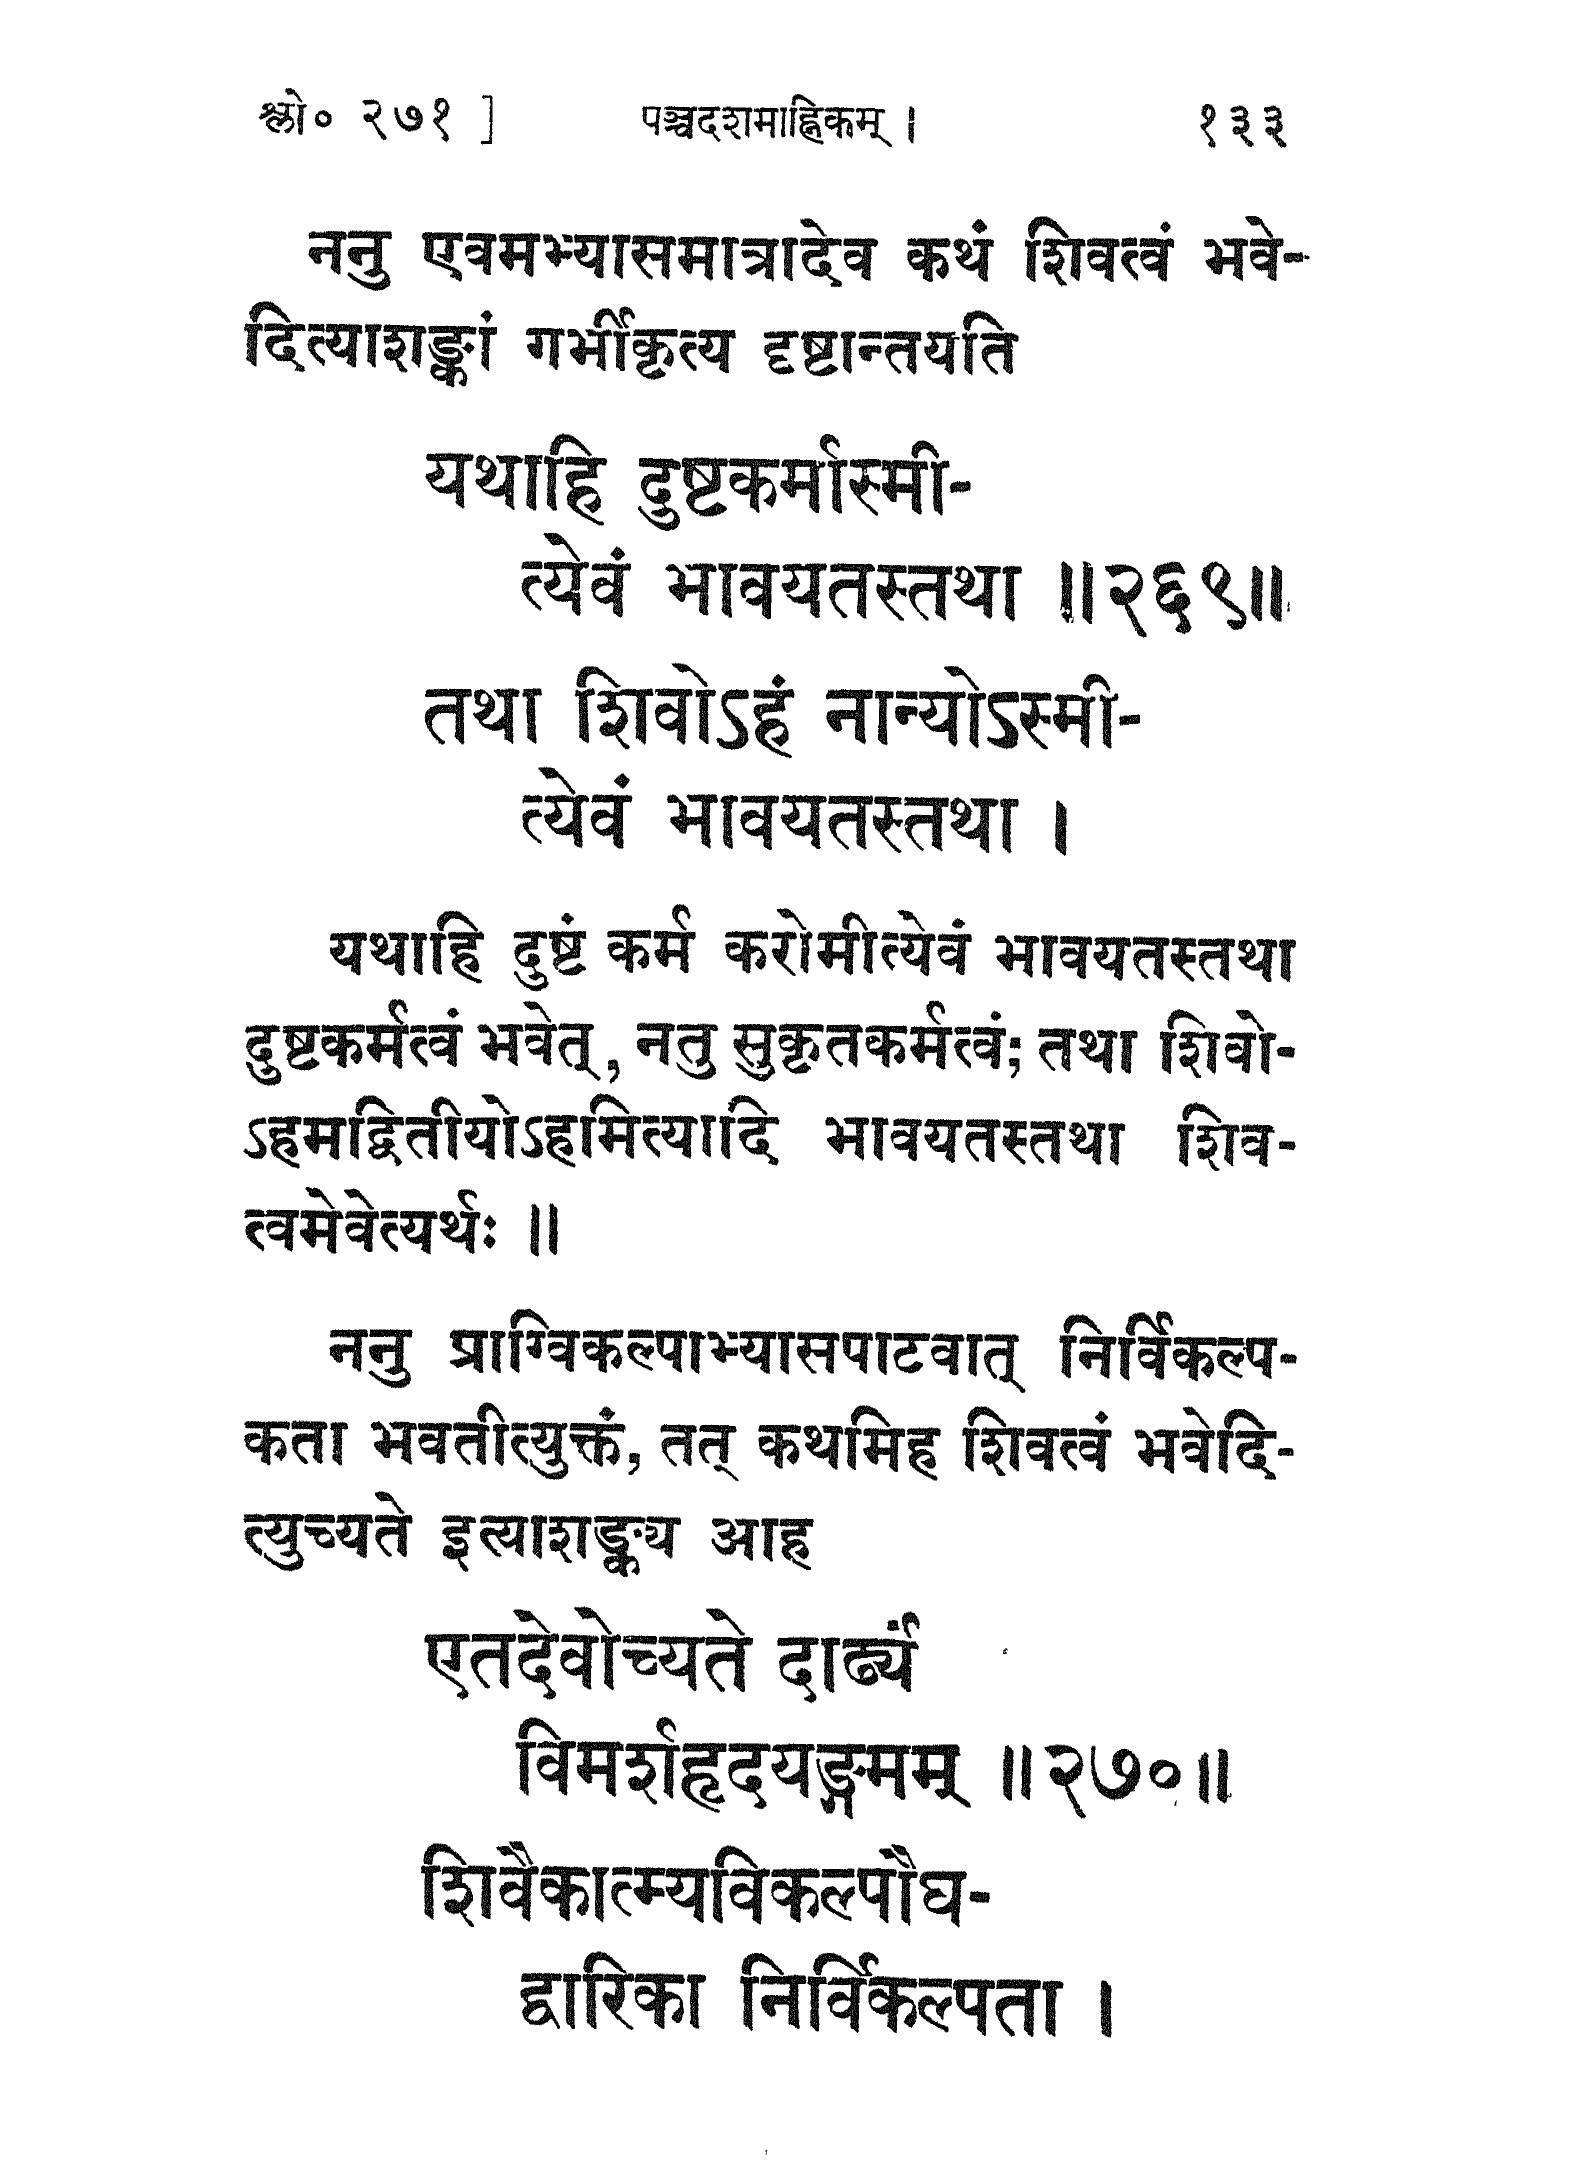 श्लो० २७१ ] पञ्चदशमाह्निकम् । १३३
ननु एवमभ्यासमात्रादेव कथं शिवत्वं भवे-
दित्याशङ्कां गर्भीकृत्य दृष्टान्तयति
यथाहि दुष्टकर्मास्मी-
त्येवं भावयतस्तथा ॥२६९॥
तथा शिवोऽहं नान्योऽस्मी-
त्येवं भावयतस्तथा ।
यथाहि दुष्टं कर्म करोमीत्येवं भावयतस्तथा
दुष्टकर्मत्वं भवेत्, नतु सुकृतकर्मत्वं; तथा शिवो-
ऽहमद्वितीयोऽहमित्यादि भावयतस्तथा शिव-
त्वमेवेत्यर्थः ॥
ननु प्राग्विकल्पाभ्यासपाटवात् निर्विकल्प-
कता भवतीत्युक्तं, तत् कथमिह शिवत्वं भवेदि-
त्युच्यते इत्याशङ्क्य आह
एतदेवोच्यते दार्ढ्यं
विमर्शहृदयङ्गमम् ॥२७०॥
शिवैकात्म्यविकल्पौघ-
द्वारिका निर्विकल्पता ।